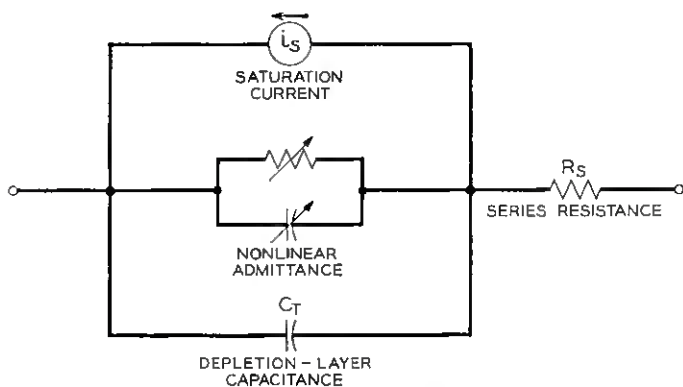 is
SATURATION
CURRENT
NONLINEAR
ADMITTANCE
RS
SERIES RESISTANCE
CT
DEPLETION-LAYER
CAPACITANCE